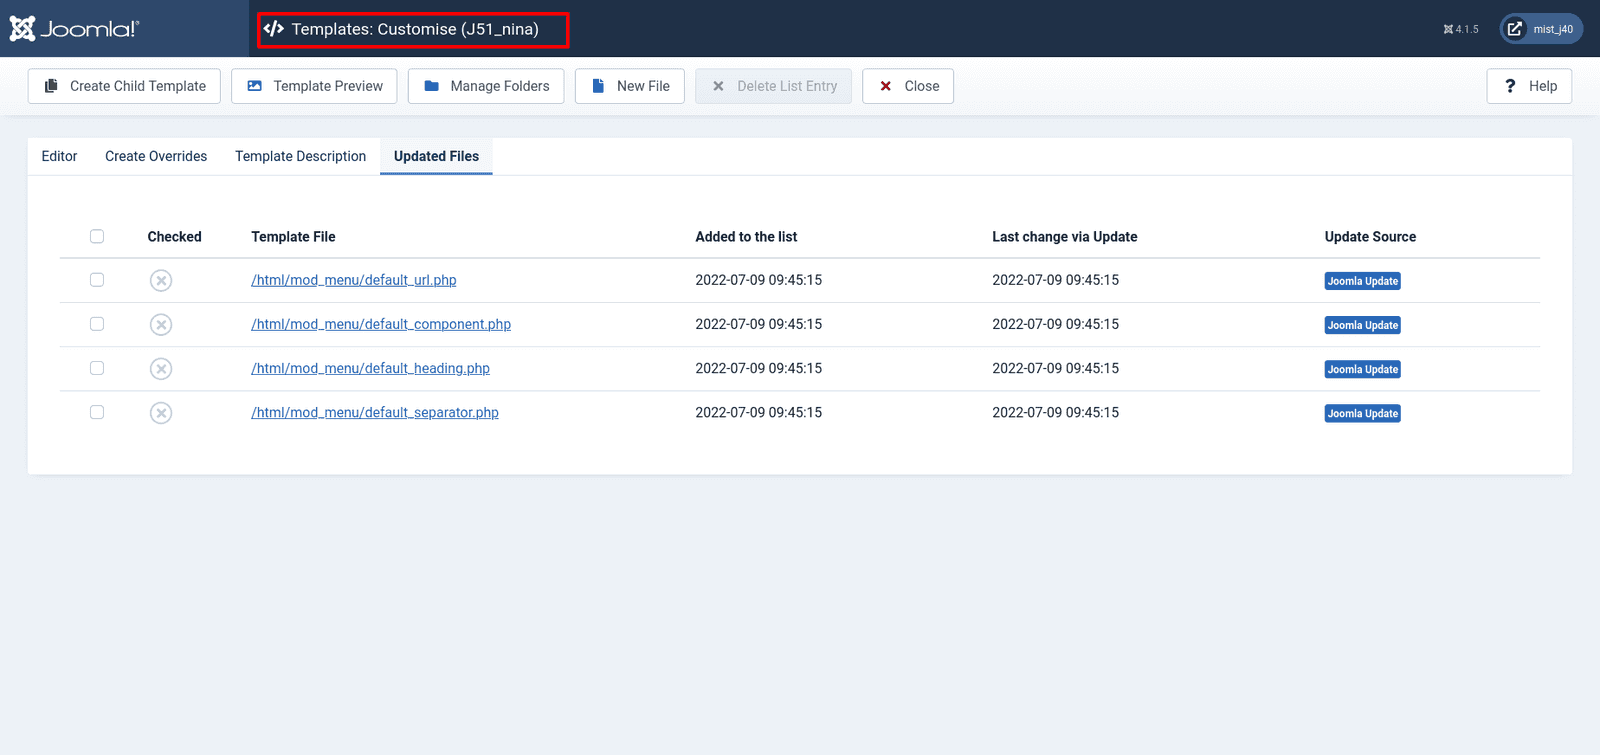 Joomla!
Templates: Customise (J51_nina)
4.1.5
mist_j40
Create Child Template
Template Preview
Manage Folders
New File
Delete List Entry
Close
? Help
Editor
Create Overrides
Template Description
Updated Files
Checked
Template File
Added to the list
Last change via Update
Update Source
/html/mod_menu/default_url.php
2022-07-09 09:45:15
2022-07-09 09:45:15
Joomla Update
/html/mod_menu/default_component.php
2022-07-09 09:45:15
2022-07-09 09:45:15
Joomla Update
/html/mod_menu/default_heading.php
2022-07-09 09:45:15
2022-07-09 09:45:15
Joomla Update
/html/mod_menu/default_separator.php
2022-07-09 09:45:15
2022-07-09 09:45:15
Joomla Update